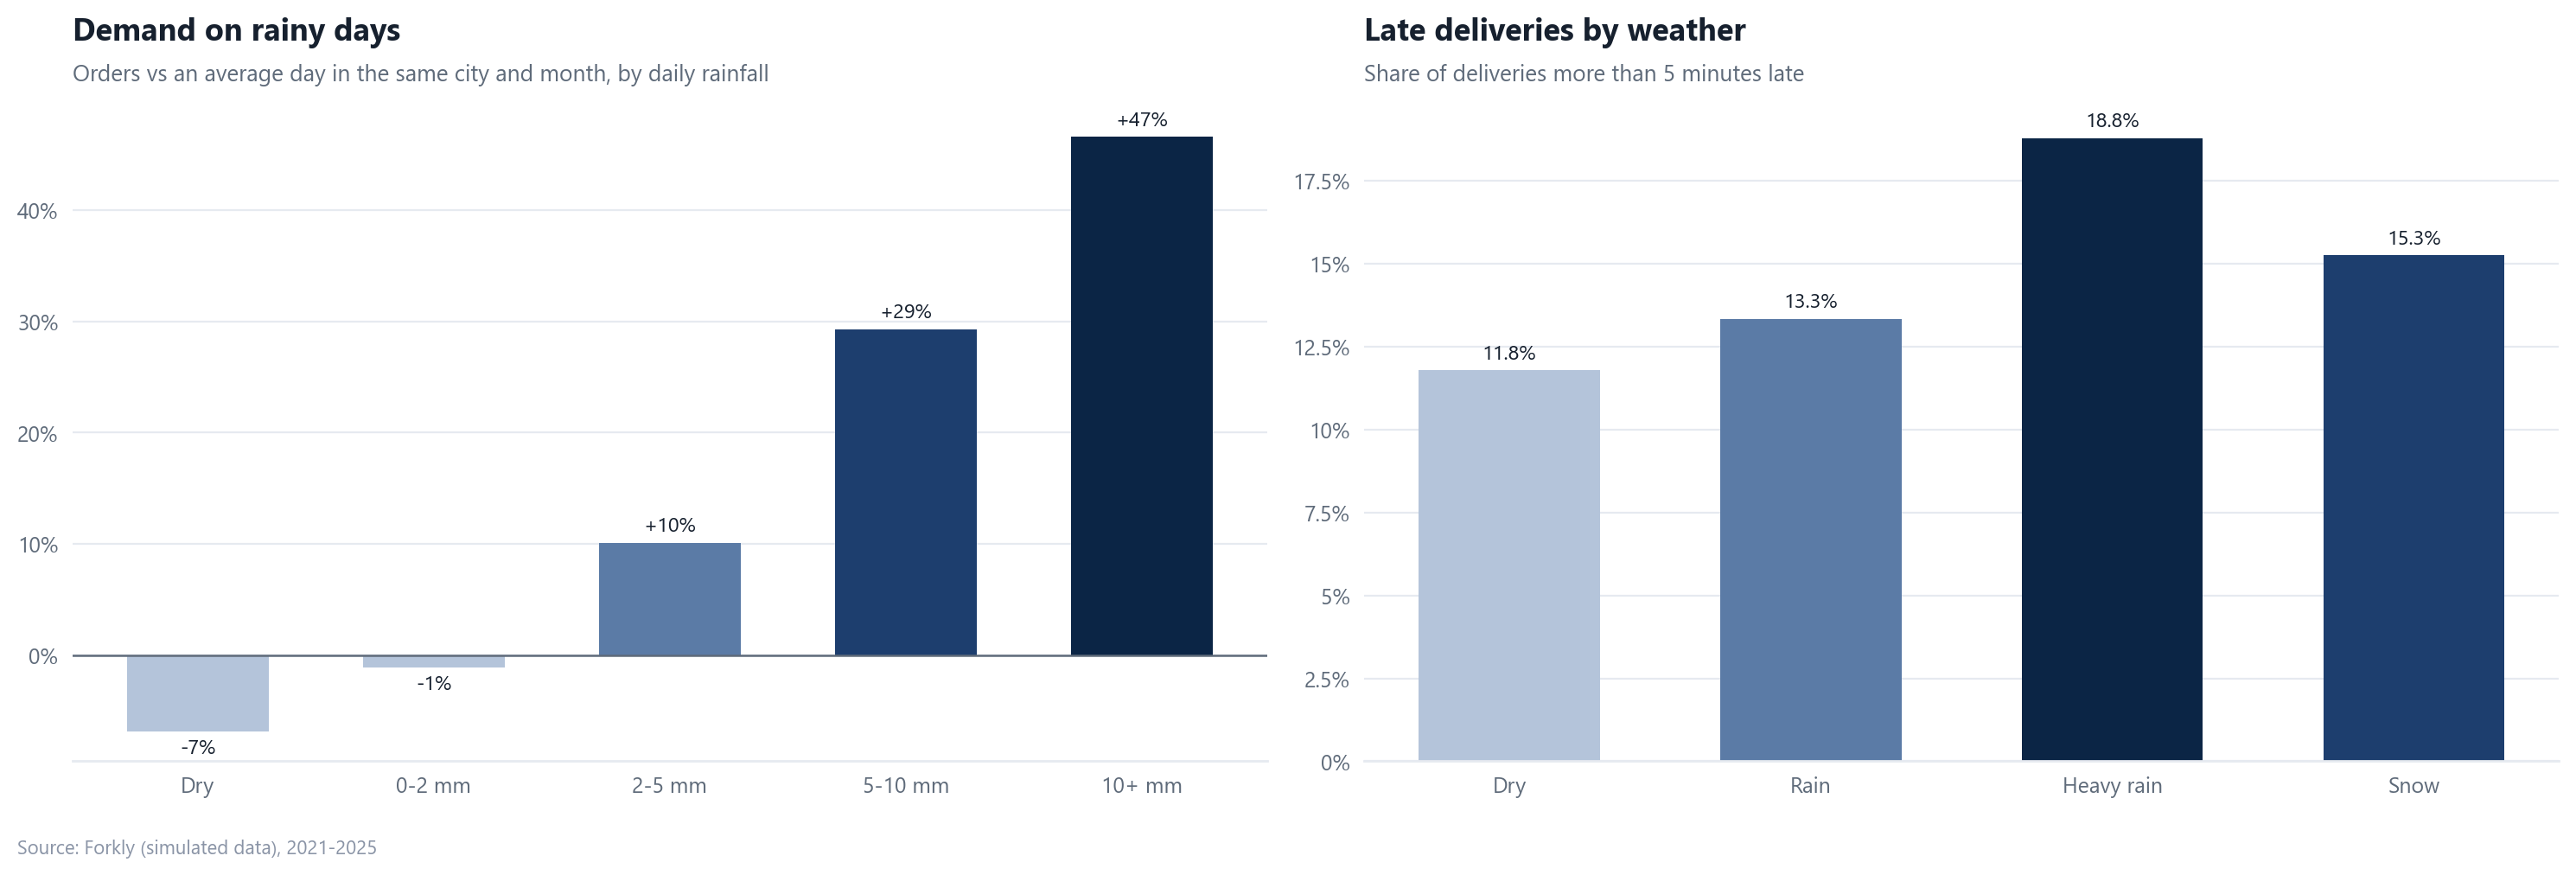 Demand on rainy days
Orders vs an average day in the same city and month, by daily rainfall
+47%
40%
+29%
30%
20%
+10%
10%
0%
-1%
-7%
Dry
0-2 mm
2-5 mm
5-10 mm
10+ mm
Late deliveries by weather
Share of deliveries more than 5 minutes late
18.8%
17.5%
15.3%
15%
13.3%
12.5%
11.8%
10%
7.5%
5%
2.5%
0%
Dry
Rain
Heavy rain
Snow
Source: Forkly (simulated data), 2021-2025